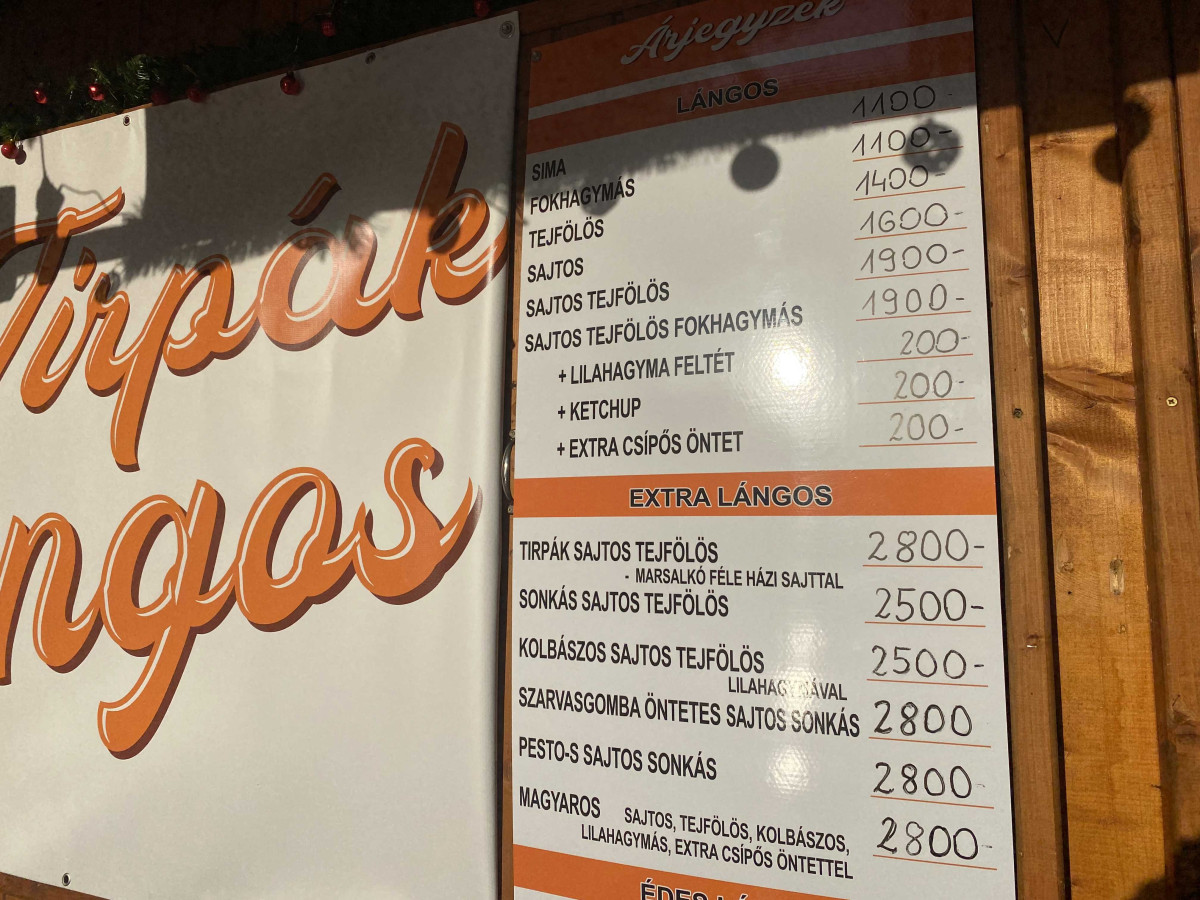 Tirpák
ngos
Árjegyzék
LÁNGOS
SIMA 1100-
FOKHAGYMÁS 1100-
TEJFÖLÖS 1400-
SAJTOS 1600-
SAJTOS TEJFÖLÖS 1900-
SAJTOS TEJFÖLÖS FOKHAGYMÁS 1900-
+ LILAHAGYMA FELTÉT 200-
+ KETCHUP 200-
+ EXTRA CSÍPŐS ÖNTET 200-
EXTRA LÁNGOS
TIRPÁK SAJTOS TEJFÖLÖS 2800-
- MARSALKÓ FÉLE HÁZI SAJTTAL
SONKÁS SAJTOS TEJFÖLÖS 2500-
KOLBÁSZOS SAJTOS TEJFÖLÖS 2500-
LILAHAGYMÁVAL
SZARVASGOMBA ÖNTETES SAJTOS SONKÁS 2800
PESTO-S SAJTOS SONKÁS 2800-
MAGYAROS 2800-
SAJTOS, TEJFÖLÖS, KOLBÁSZOS,
LILAHAGYMÁS, EXTRA CSÍPŐS ÖNTETTEL